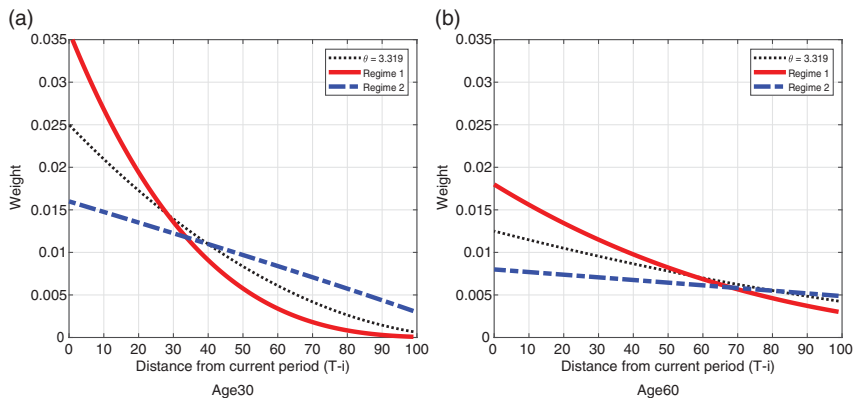 (a)
0.035
0.03
0.025
0.02
0.015
0.01
0.005
0
Weight
θ = 3.319
Regime 1
Regime 2
0 10 20 30 40 50 60 70 80 90 100
Distance from current period (T-i)
Age30
(b)
0.035
0.03
0.025
0.02
0.015
0.01
0.005
0
Weight
θ = 3.319
Regime 1
Regime 2
0 10 20 30 40 50 60 70 80 90 100
Distance from current period (T-i)
Age60